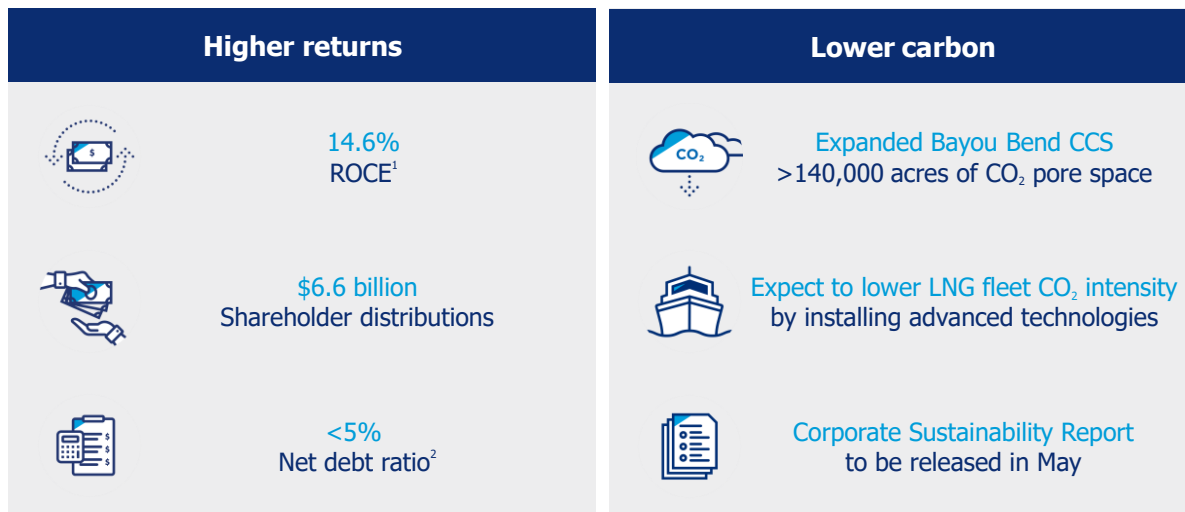 Higher returns
14.6%
ROCE¹
$6.6 billion
Shareholder distributions
<5%
Net debt ratio²
Lower carbon
CO₂
Expanded Bayou Bend CCS
>140,000 acres of CO₂ pore space
Expect to lower LNG fleet CO₂ intensity
by installing advanced technologies
Corporate Sustainability Report
to be released in May